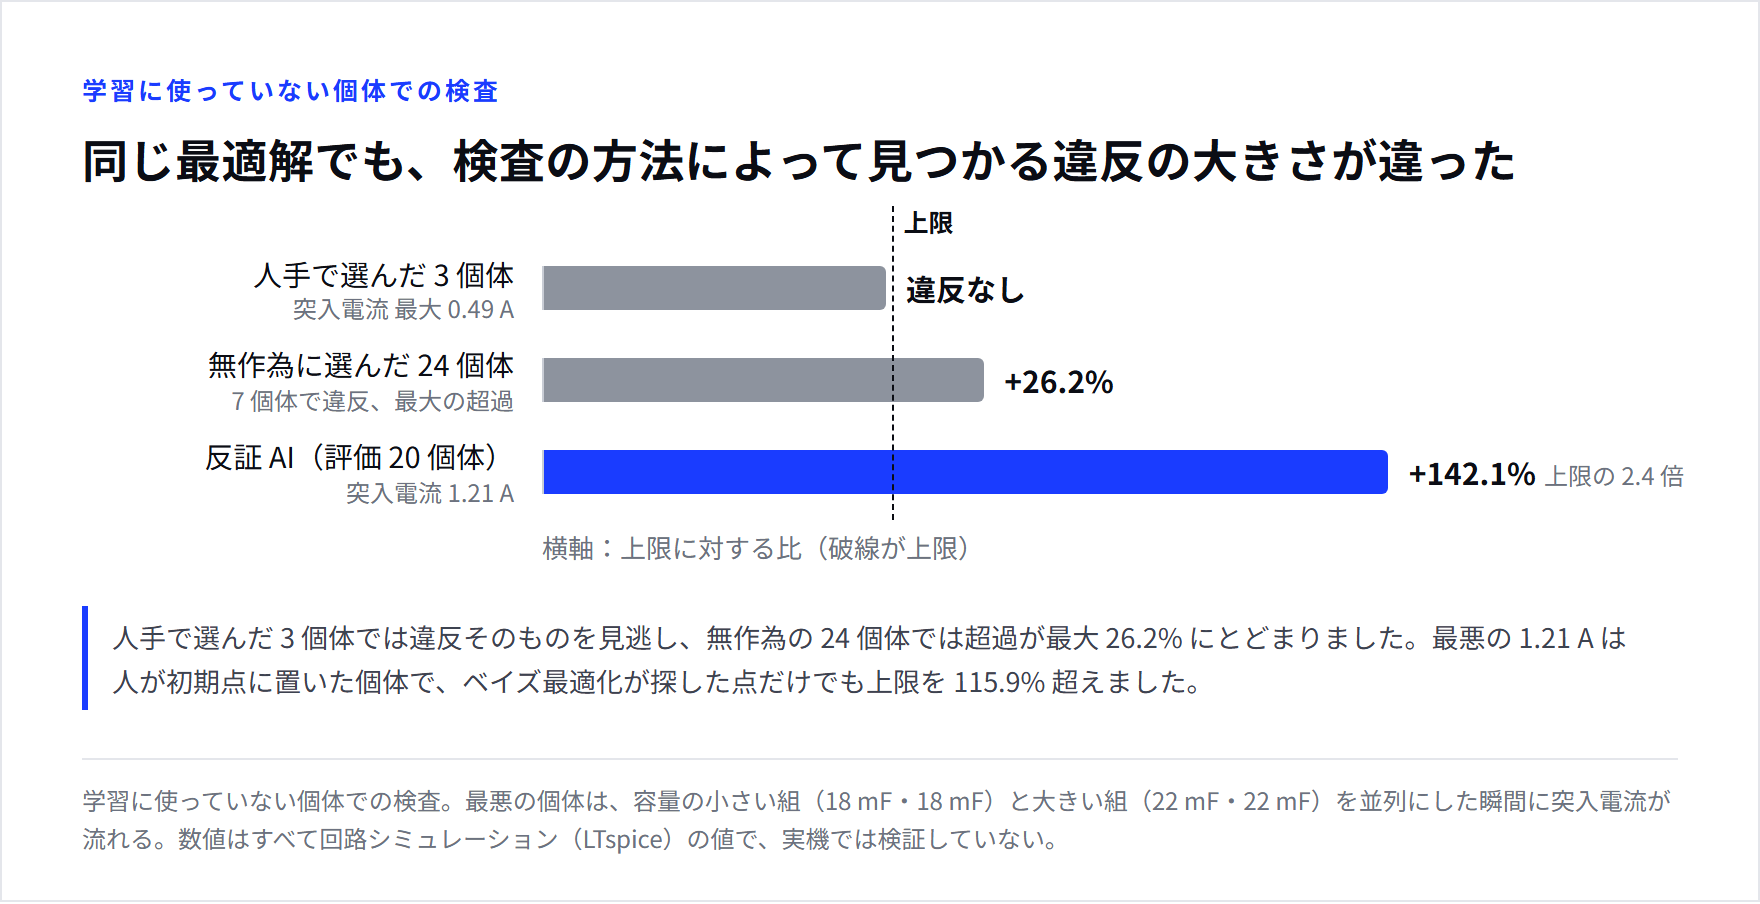 学習に使っていない個体での検査
同じ最適解でも、検査の方法によって見つかる違反の大きさが違った
上限
人手で選んだ 3 個体
突入電流 最大 0.49 A
違反なし
無作為に選んだ 24 個体
7 個体で違反、最大の超過
+26.2%
反証 AI（評価 20 個体）
突入電流 1.21 A
+142.1% 上限の 2.4 倍
横軸：上限に対する比（破線が上限）
人手で選んだ 3 個体では違反そのものを見逃し、無作為の 24 個体では超過が最大 26.2% にとどまりました。最悪の 1.21 A は
人が初期点に置いた個体で、ベイズ最適化が探した点だけでも上限を 115.9% 超えました。
学習に使っていない個体での検査。最悪の個体は、容量の小さい組（18 mF・18 mF）と大きい組（22 mF・22 mF）を並列にした瞬間に突入電流が
流れる。数値はすべて回路シミュレーション（LTspice）の値で、実機では検証していない。